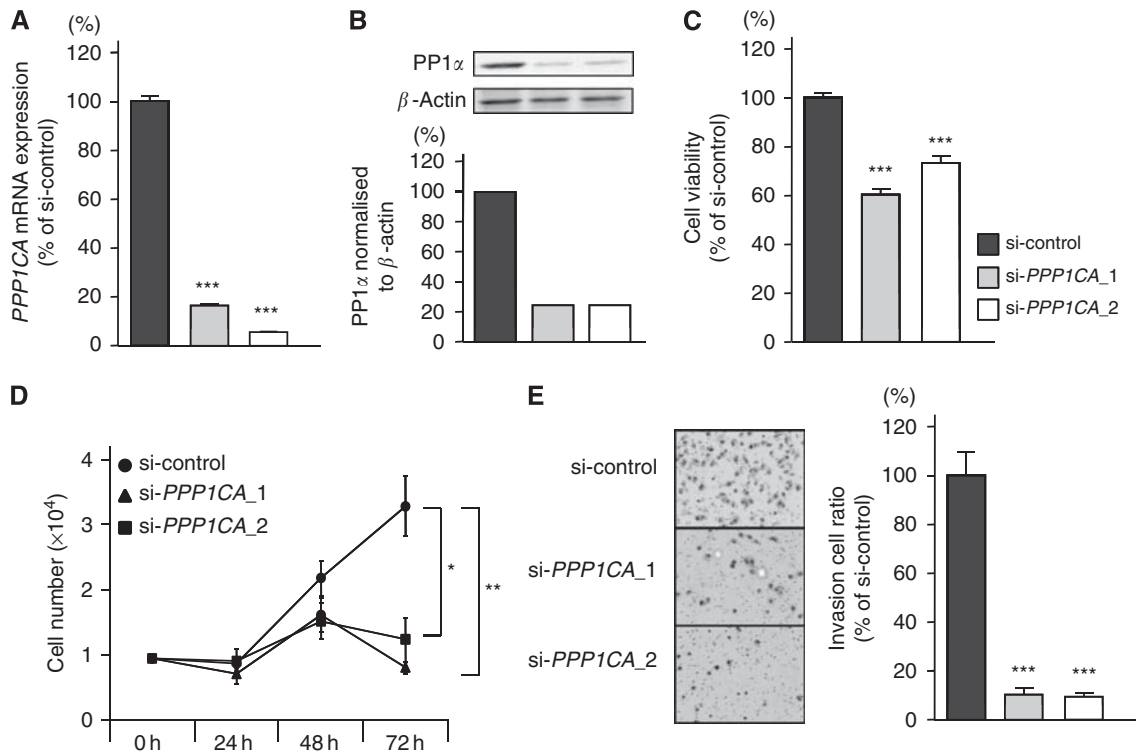 A
(%)
120
100
80
60
40
20
0
PPP1CA mRNA expression
(% of si-control)
***
***
B
PP1α
β-Actin
(%)
120
100
80
60
40
20
0
PP1α normalised
to β-actin
C
(%)
120
100
80
60
40
20
0
Cell viability
(% of si-control)
***
***
si-control
si-PPP1CA_1
si-PPP1CA_2
D
4
3
2
1
0
Cell number (×10⁴)
si-control
si-PPP1CA_1
si-PPP1CA_2
*
**
0 h 24 h 48 h 72 h
E
si-control
si-PPP1CA_1
si-PPP1CA_2
(%)
120
100
80
60
40
20
0
Invasion cell ratio
(% of si-control)
***
***